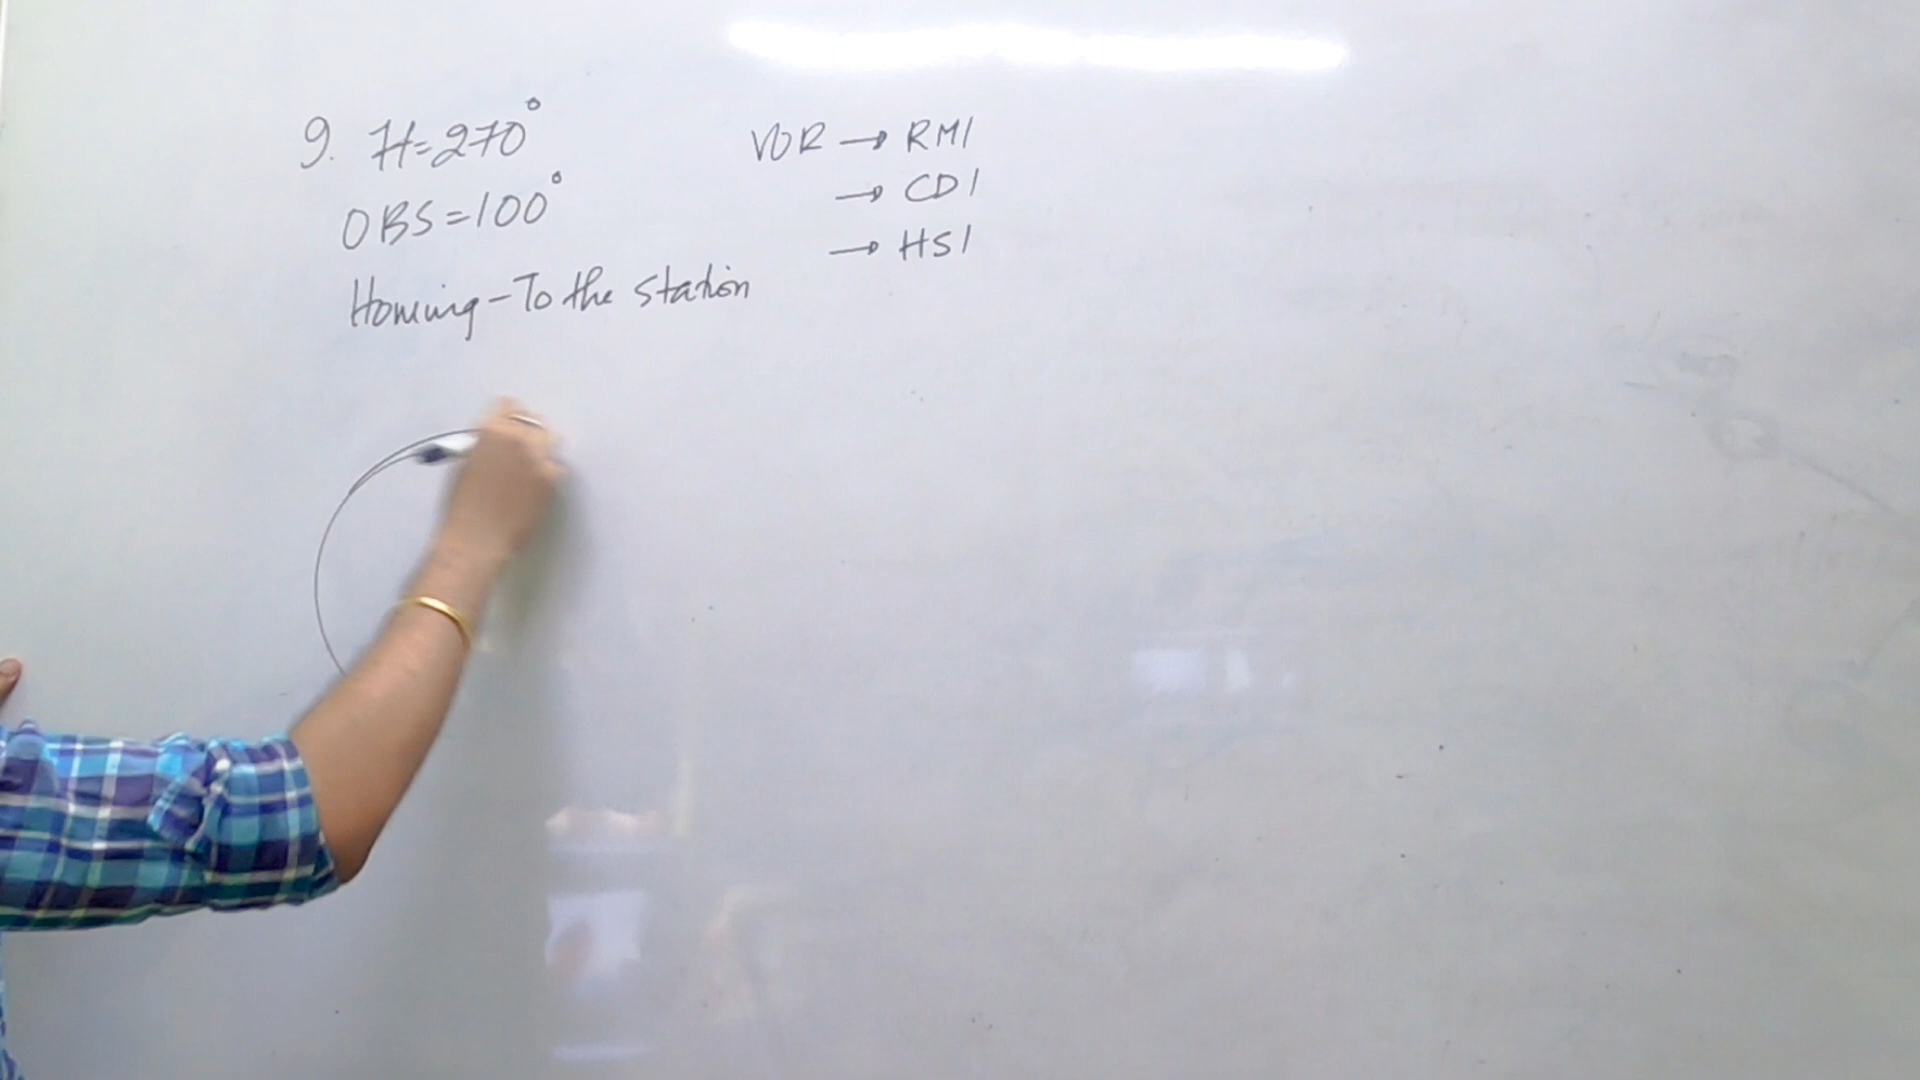 9. H=270°
OBS=100°
Homing-To the station
VOR → RMI
→ CDI
→ HSI